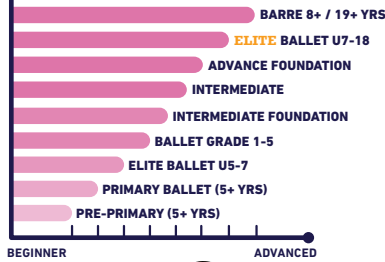 BARRE 8+ / 19+ YRS
ELITE BALLET U7-18
ADVANCE FOUNDATION
INTERMEDIATE
INTERMEDIATE FOUNDATION
BALLET GRADE 1-5
ELITE BALLET U5-7
PRIMARY BALLET (5+ YRS)
PRE-PRIMARY (5+ YRS)
BEGINNER ADVANCED